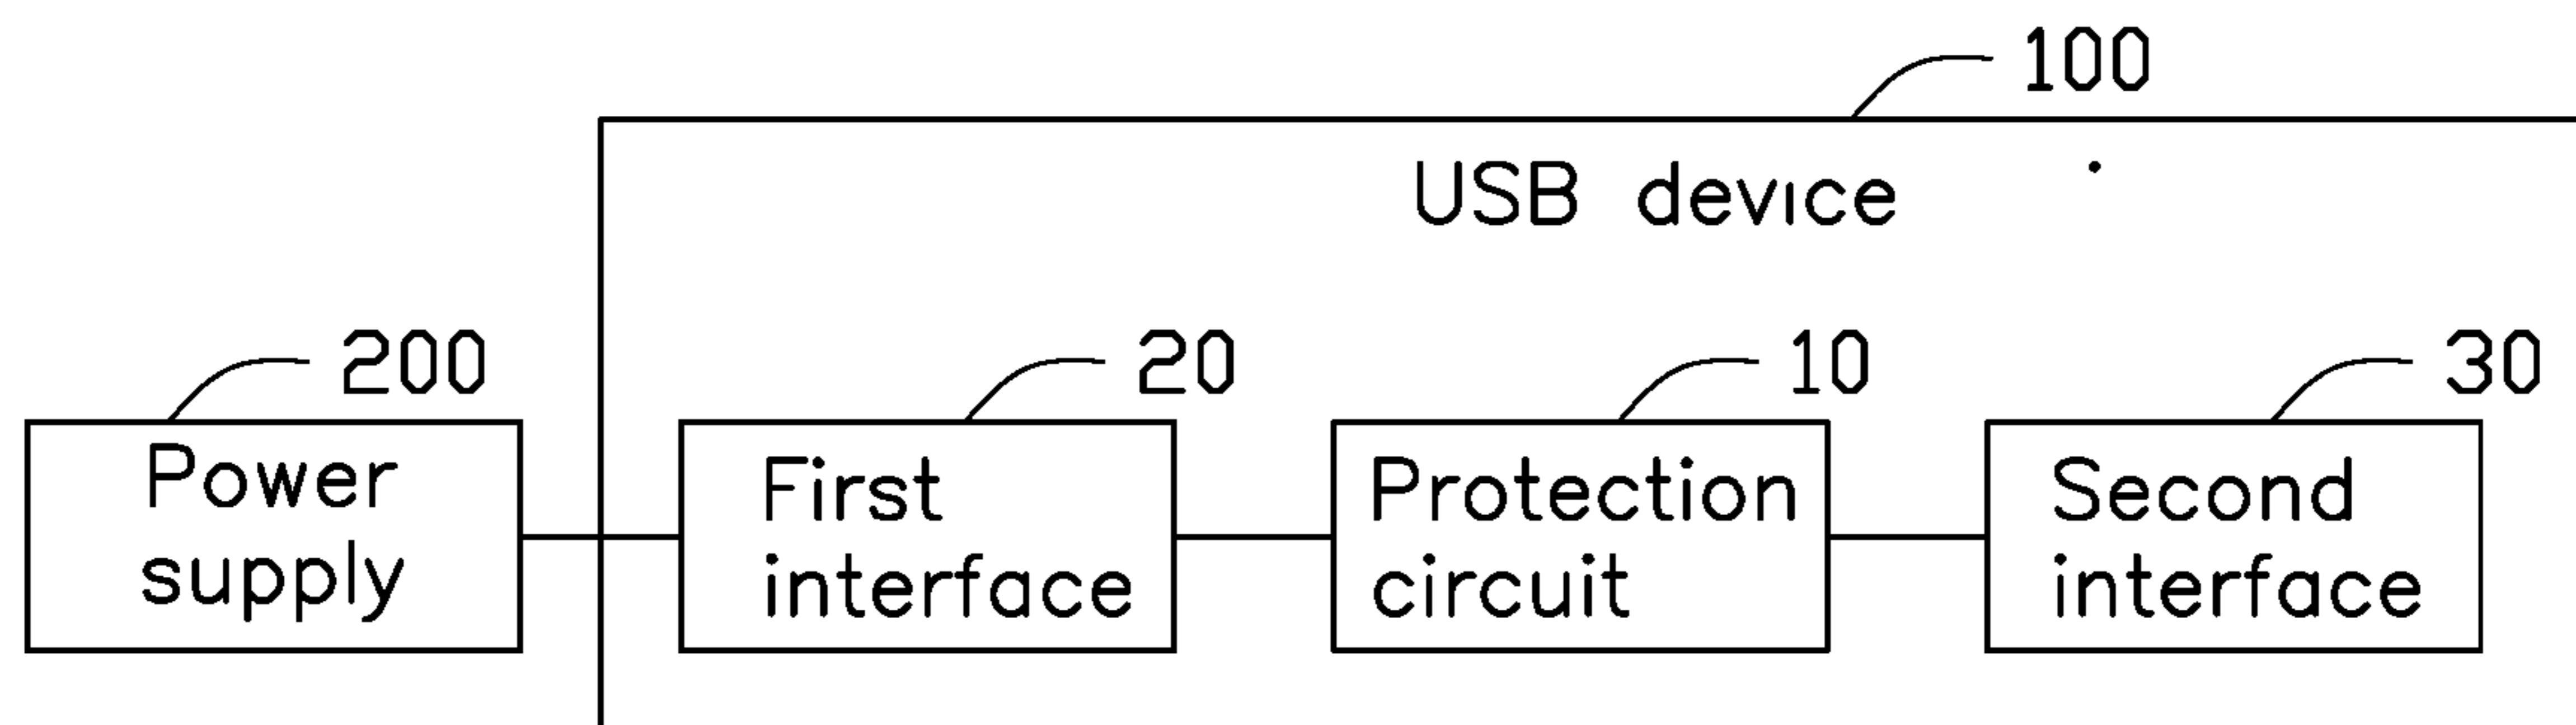 100
USB device
200
20
10
30
Power
supply
First
interface
Protection
circuit
Second
interface